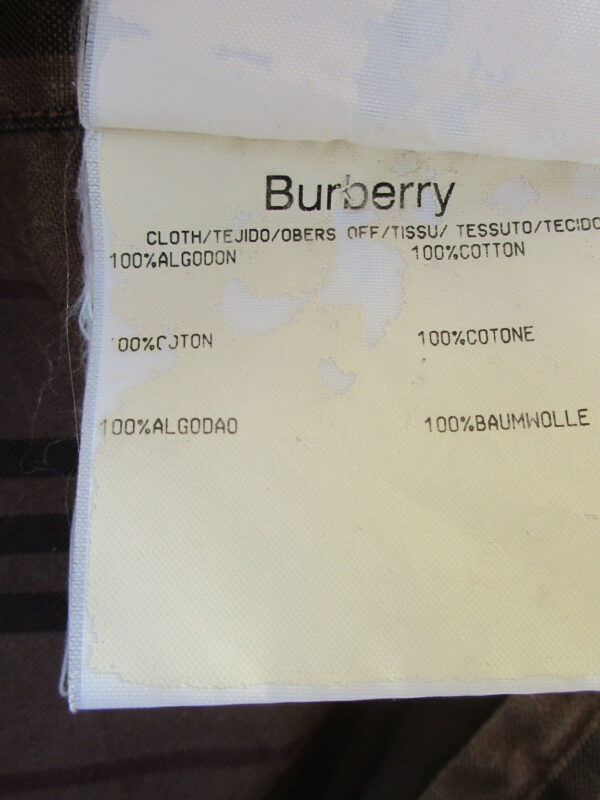 Burberry
CLOTH/TEJIDO/OBERS OFF/TISSU/ TESSUTO/TECIDO
100%ALGODON 100%COTTON
100%COTON 100%COTONE
100%ALGODAO 100%BAUMWOLLE